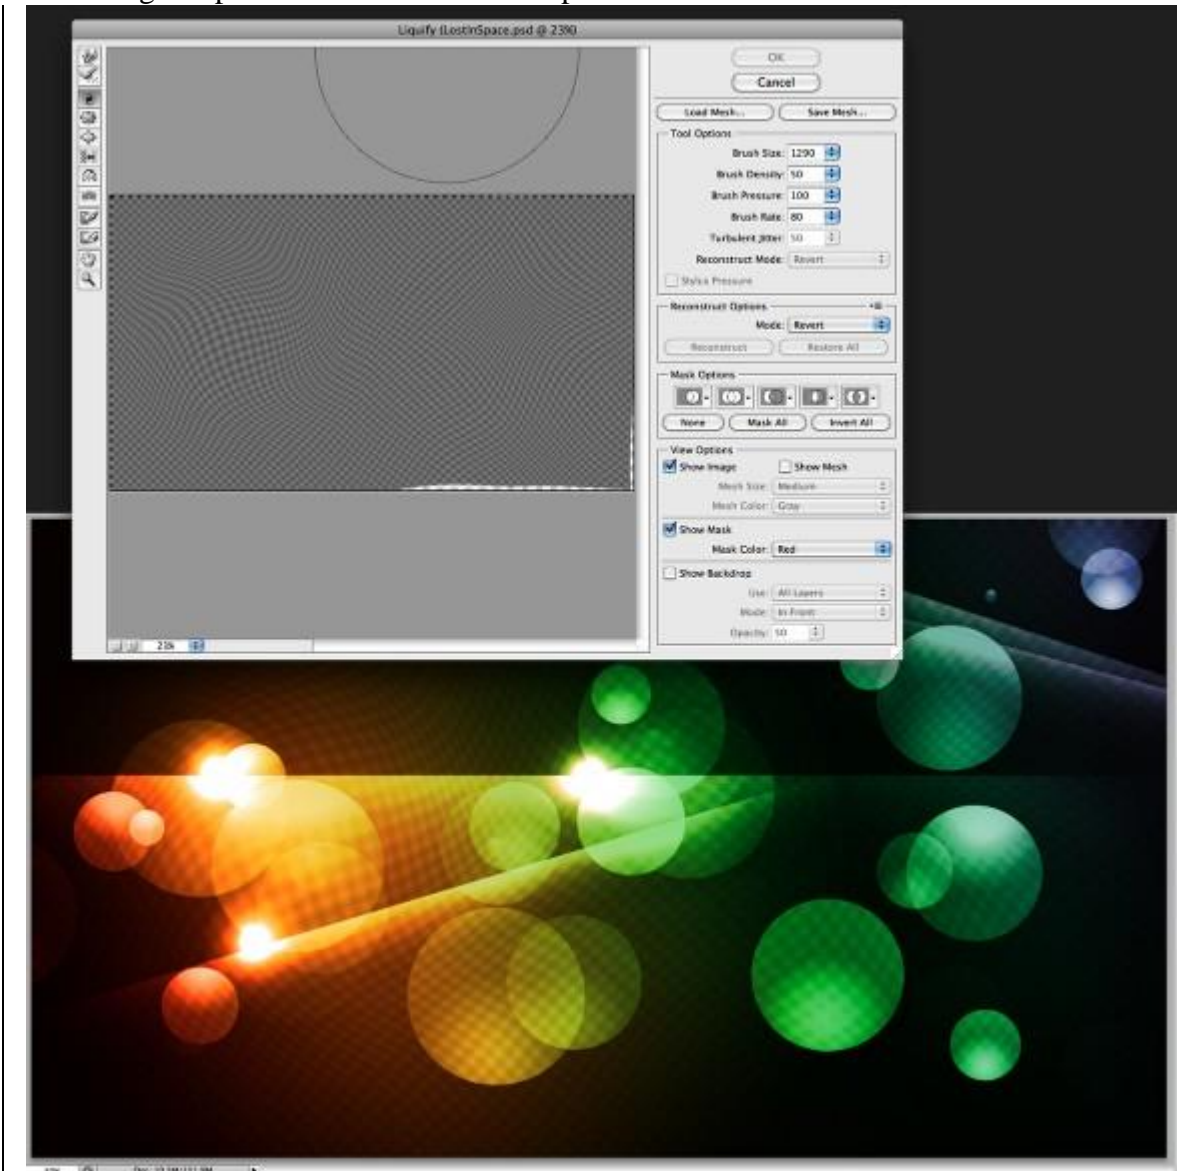 Liquify (LostInSpace.psd @ 23%)
OK
Cancel
Load Mesh... Save Mesh...
Tool Options
Brush Size: 1290
Brush Density: 50
Brush Pressure: 100
Brush Rate: 80
Turbulent Jitter: 50
Reconstruct Mode: Revert
Stylus Pressure
Reconstruct Options
Mode: Revert
Reconstruct Restore All
Mask Options
None Mask All Invert All
View Options
Show Image Show Mesh
Mesh Size: Medium
Mesh Color: Gray
Show Mask
Mask Color: Red
Show Backdrop
Use: All Layers
Mode: In Front
Opacity: 50